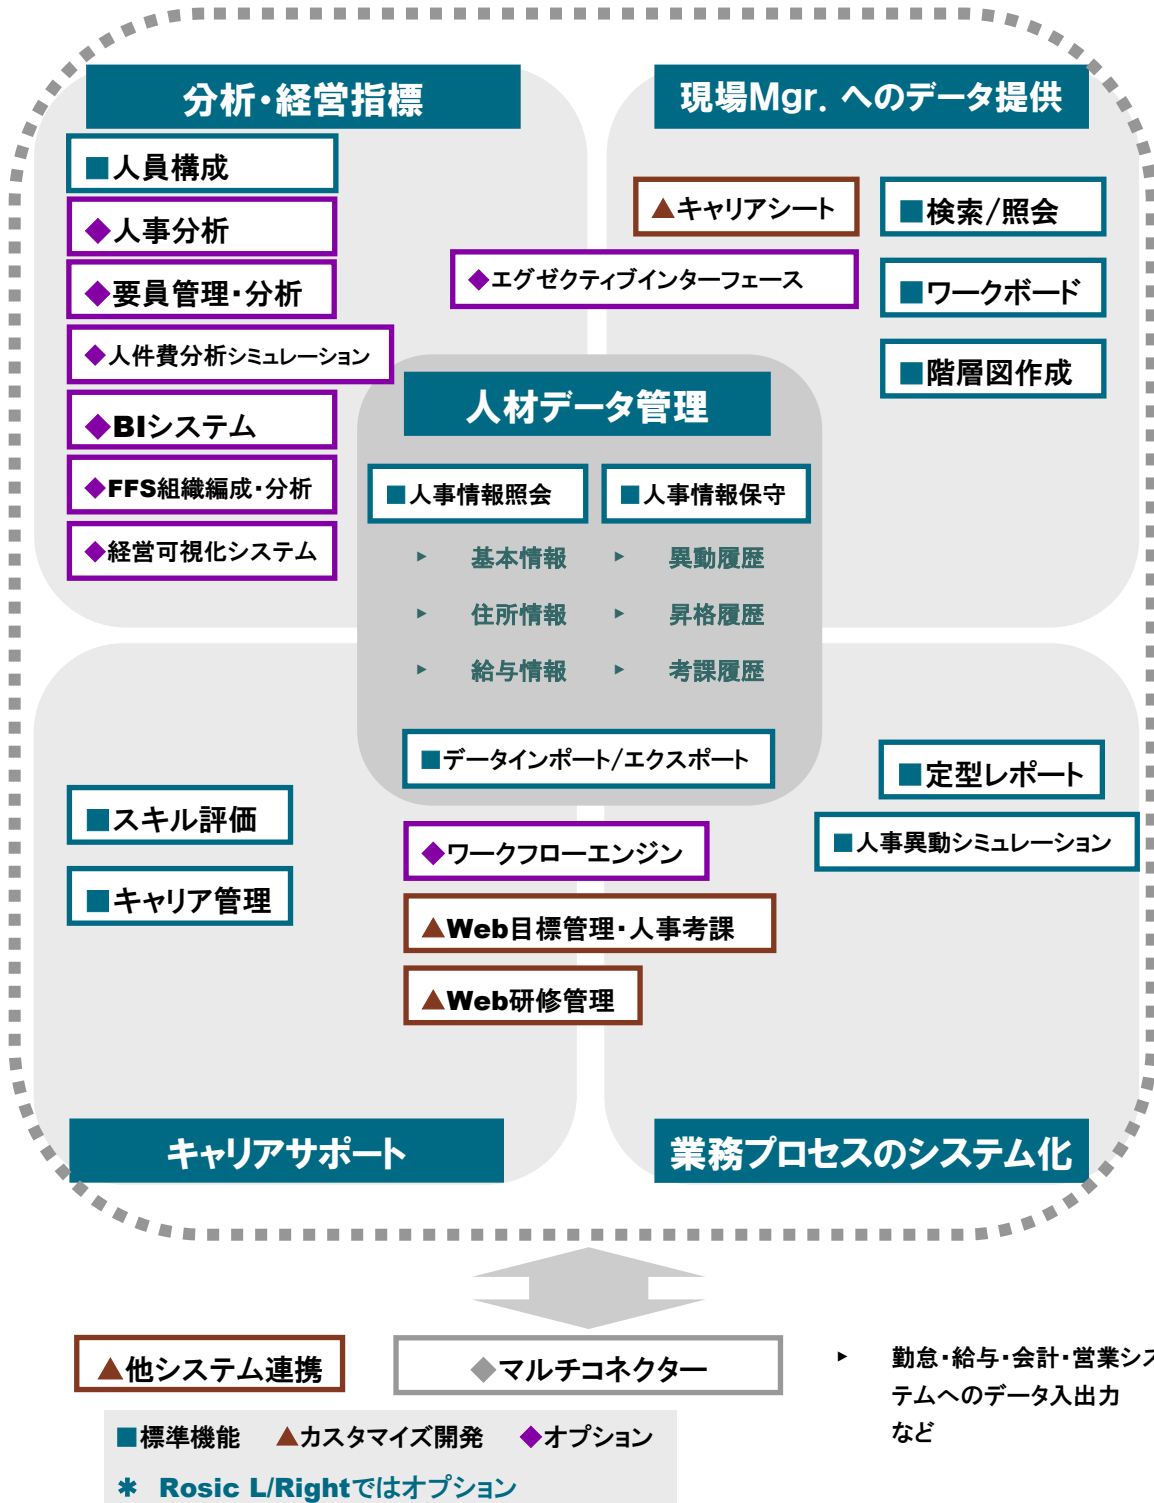 分析・経営指標
■人員構成
◆人事分析
◆要員管理・分析
◆人件費分析シミュレーション
◆BIシステム
◆FFS組織編成・分析
◆経営可視化システム
現場Mgr. へのデータ提供
▲キャリアシート
◆エグゼクティブインターフェース
■検索/照会
■ワークボード
■階層図作成
人材データ管理
■人事情報照会
■人事情報保守
▸ 基本情報 ▸ 異動履歴
▸ 住所情報 ▸ 昇格履歴
▸ 給与情報 ▸ 考課履歴
■データインポート/エクスポート
■スキル評価
■キャリア管理
◆ワークフローエンジン
▲Web目標管理・人事考課
▲Web研修管理
■定型レポート
■人事異動シミュレーション
キャリアサポート
業務プロセスのシステム化
▲他システム連携
◆マルチコネクター
▸ 勤怠・給与・会計・営業シス
テムへのデータ入出力
など
■標準機能 ▲カスタマイズ開発 ◆オプション
＊ Rosic L/Rightではオプション